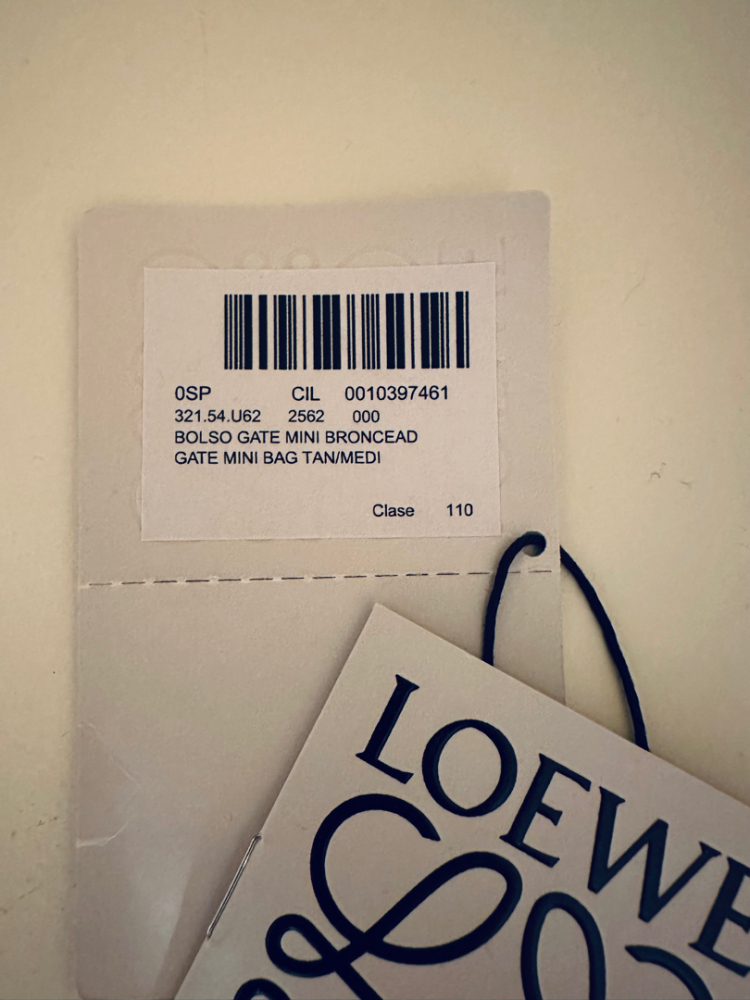 0SP CIL 0010397461
321.54.U62 2562 000
BOLSO GATE MINI BRONCEAD
GATE MINI BAG TAN/MEDI
Clase 110
LOEWE